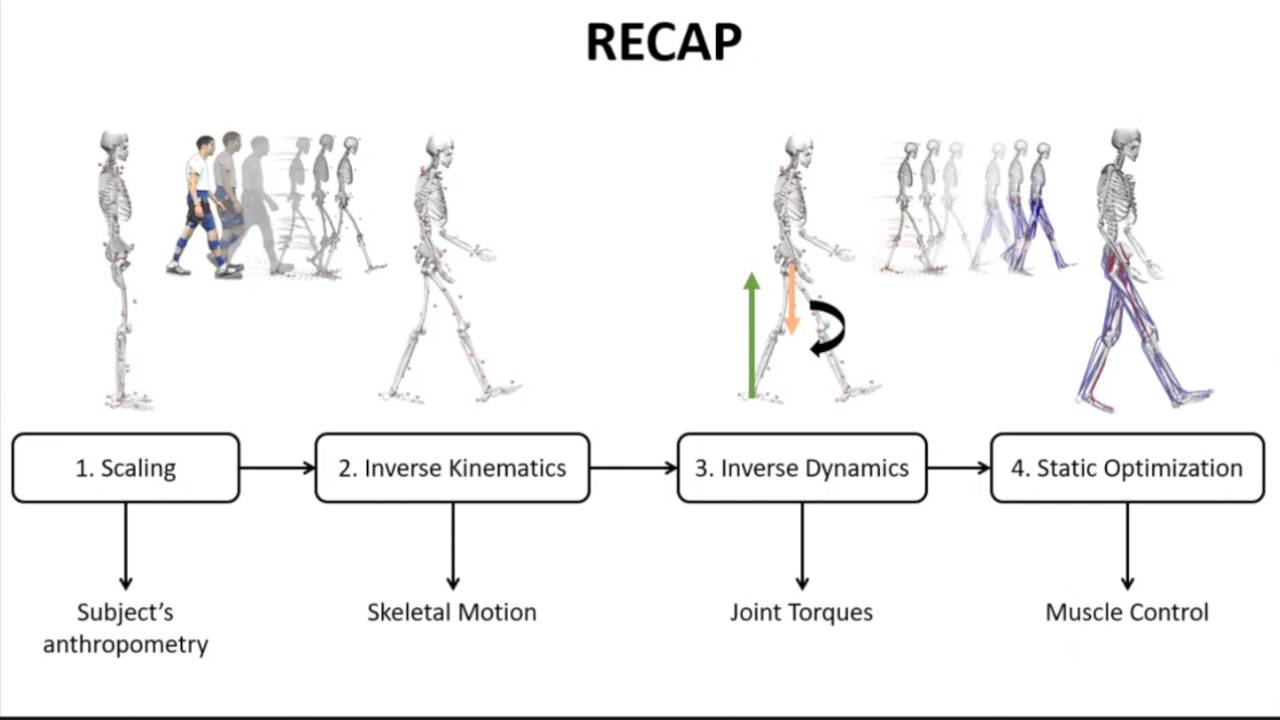 RECAP
1. Scaling
2. Inverse Kinematics
3. Inverse Dynamics
4. Static Optimization
Subject's
anthropometry
Skeletal Motion
Joint Torques
Muscle Control